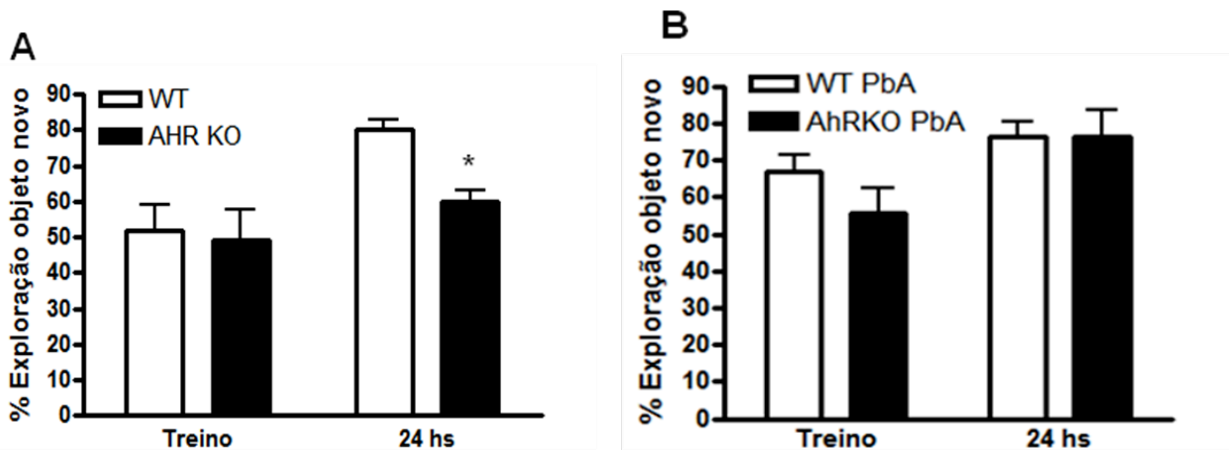 A
% Exploração objeto novo
90
80
70
60
50
40
30
20
10
0
WT
AHR KO
*
Treino
24 hs
B
% Exploração objeto novo
90
80
70
60
50
40
30
20
10
0
WT PbA
AhRKO PbA
Treino
24 hs